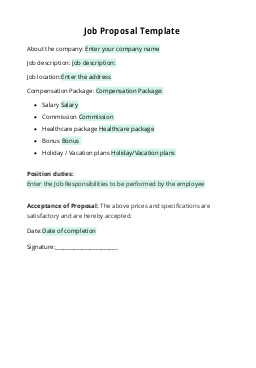 Job Proposal Template
About the company: Enter your company name
Job description: Job description:
Job location:Enter the address
Compensation Package: Compensation Package:
• Salary Salary
• Commission Commission
• Healthcare package Healthcare package
• Bonus Bonus
• Holiday / Vacation plans Holiday/Vacation plans
Position duties:
Enter the Job Responsibilities to be performed by the employee
Acceptance of Proposal: The above prices and specifications are
satisfactory and are hereby accepted.
Date:Date of completion
Signature:____________________